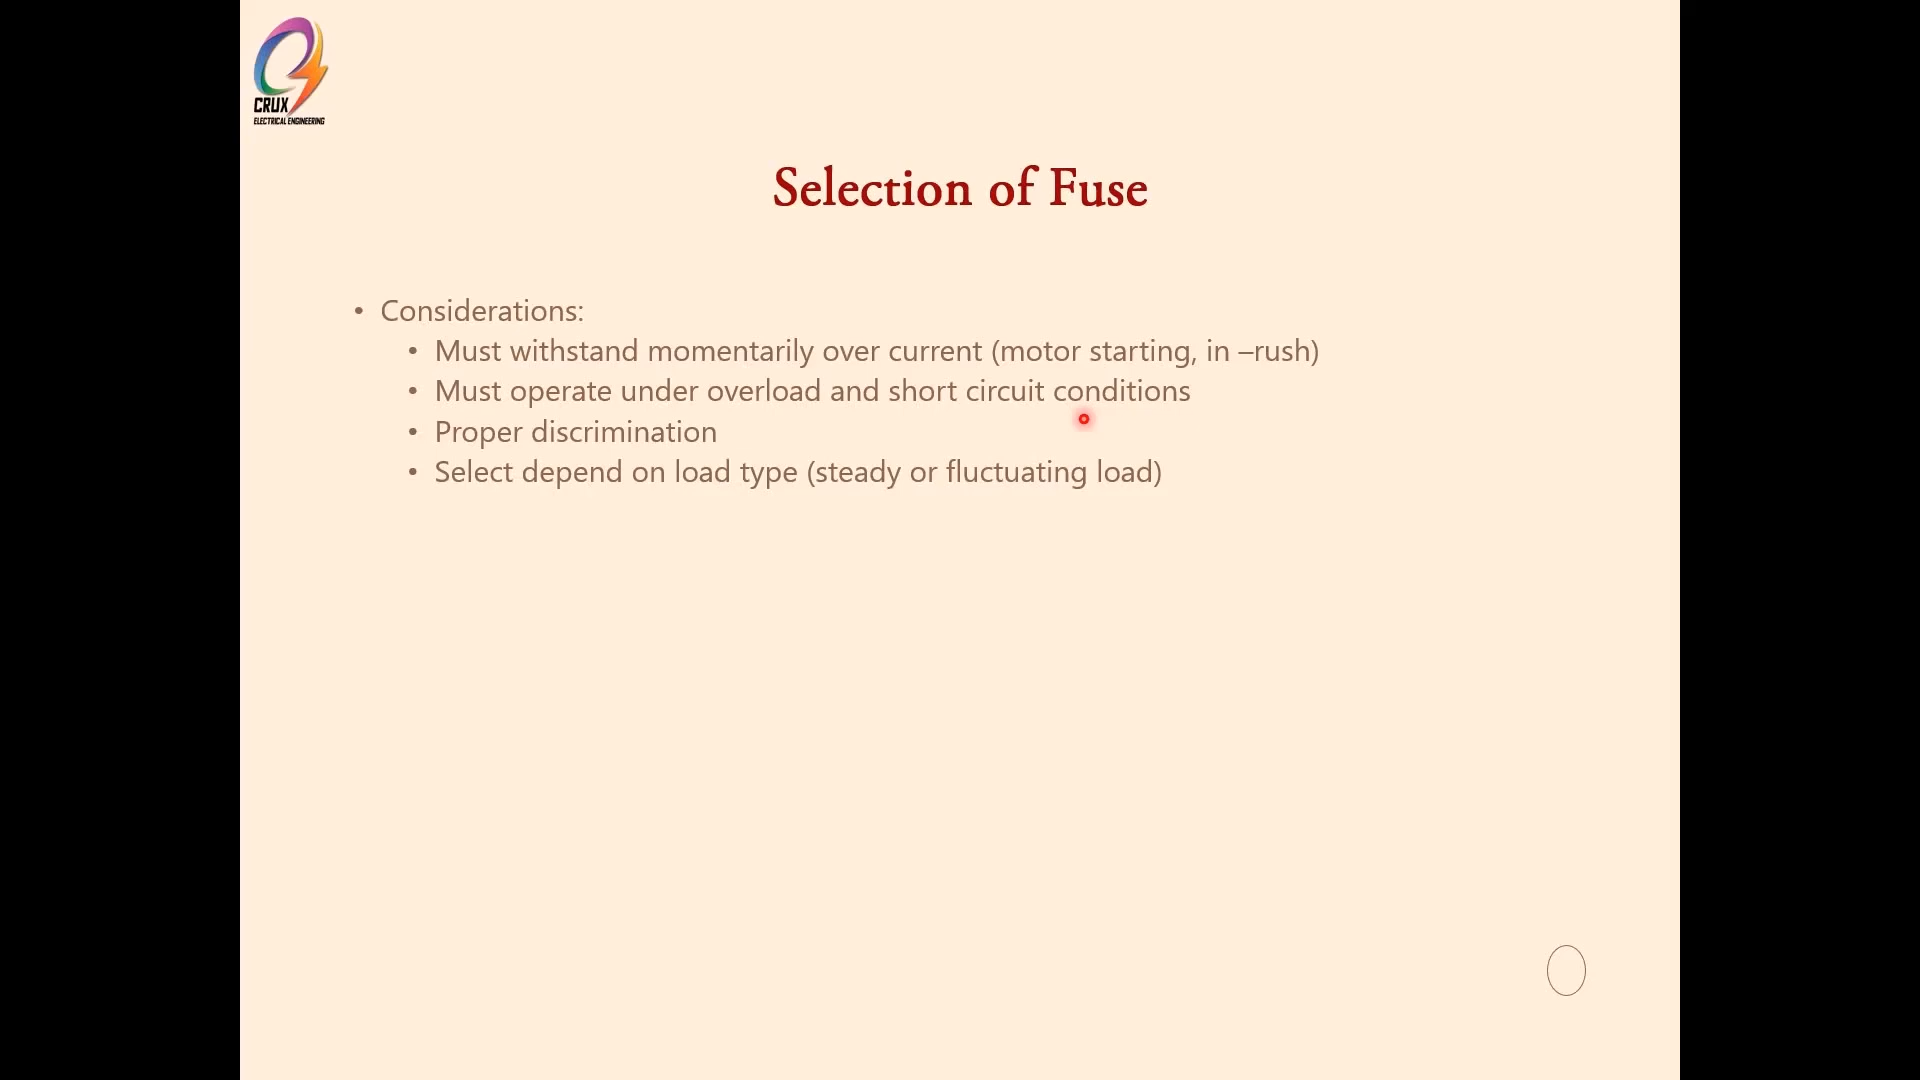 CRUX
ELECTRICAL ENGINEERING
Selection of Fuse
• Considerations:
• Must withstand momentarily over current (motor starting, in –rush)
• Must operate under overload and short circuit conditions
• Proper discrimination
• Select depend on load type (steady or fluctuating load)